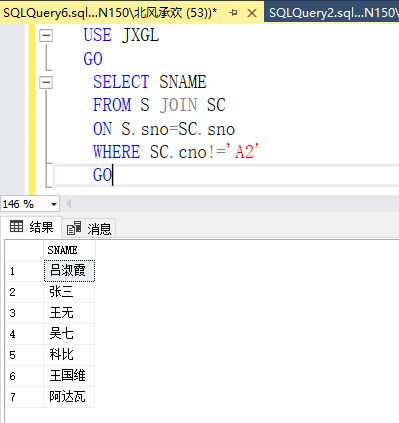 SQLQuery6.sql...N150\北风承欢 (53))* SQLQuery2.sql...N150\
USE JXGL
GO
SELECT SNAME
FROM S JOIN SC
ON S.sno=SC.sno
WHERE SC.cno!='A2'
GO
146 %
结果 消息
SNAME
1 吕淑霞
2 张三
3 王无
4 吴七
5 科比
6 王国维
7 阿达瓦